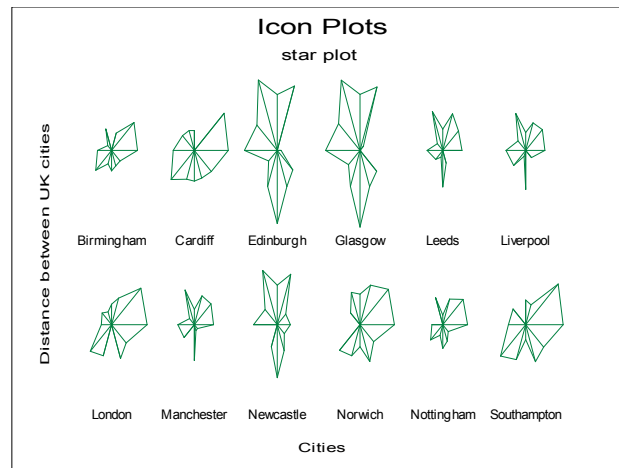 Icon Plots
star plot
Distance between UK cities
Birmingham Cardiff Edinburgh Glasgow Leeds Liverpool
London Manchester Newcastle Norwich Nottingham Southampton
Cities